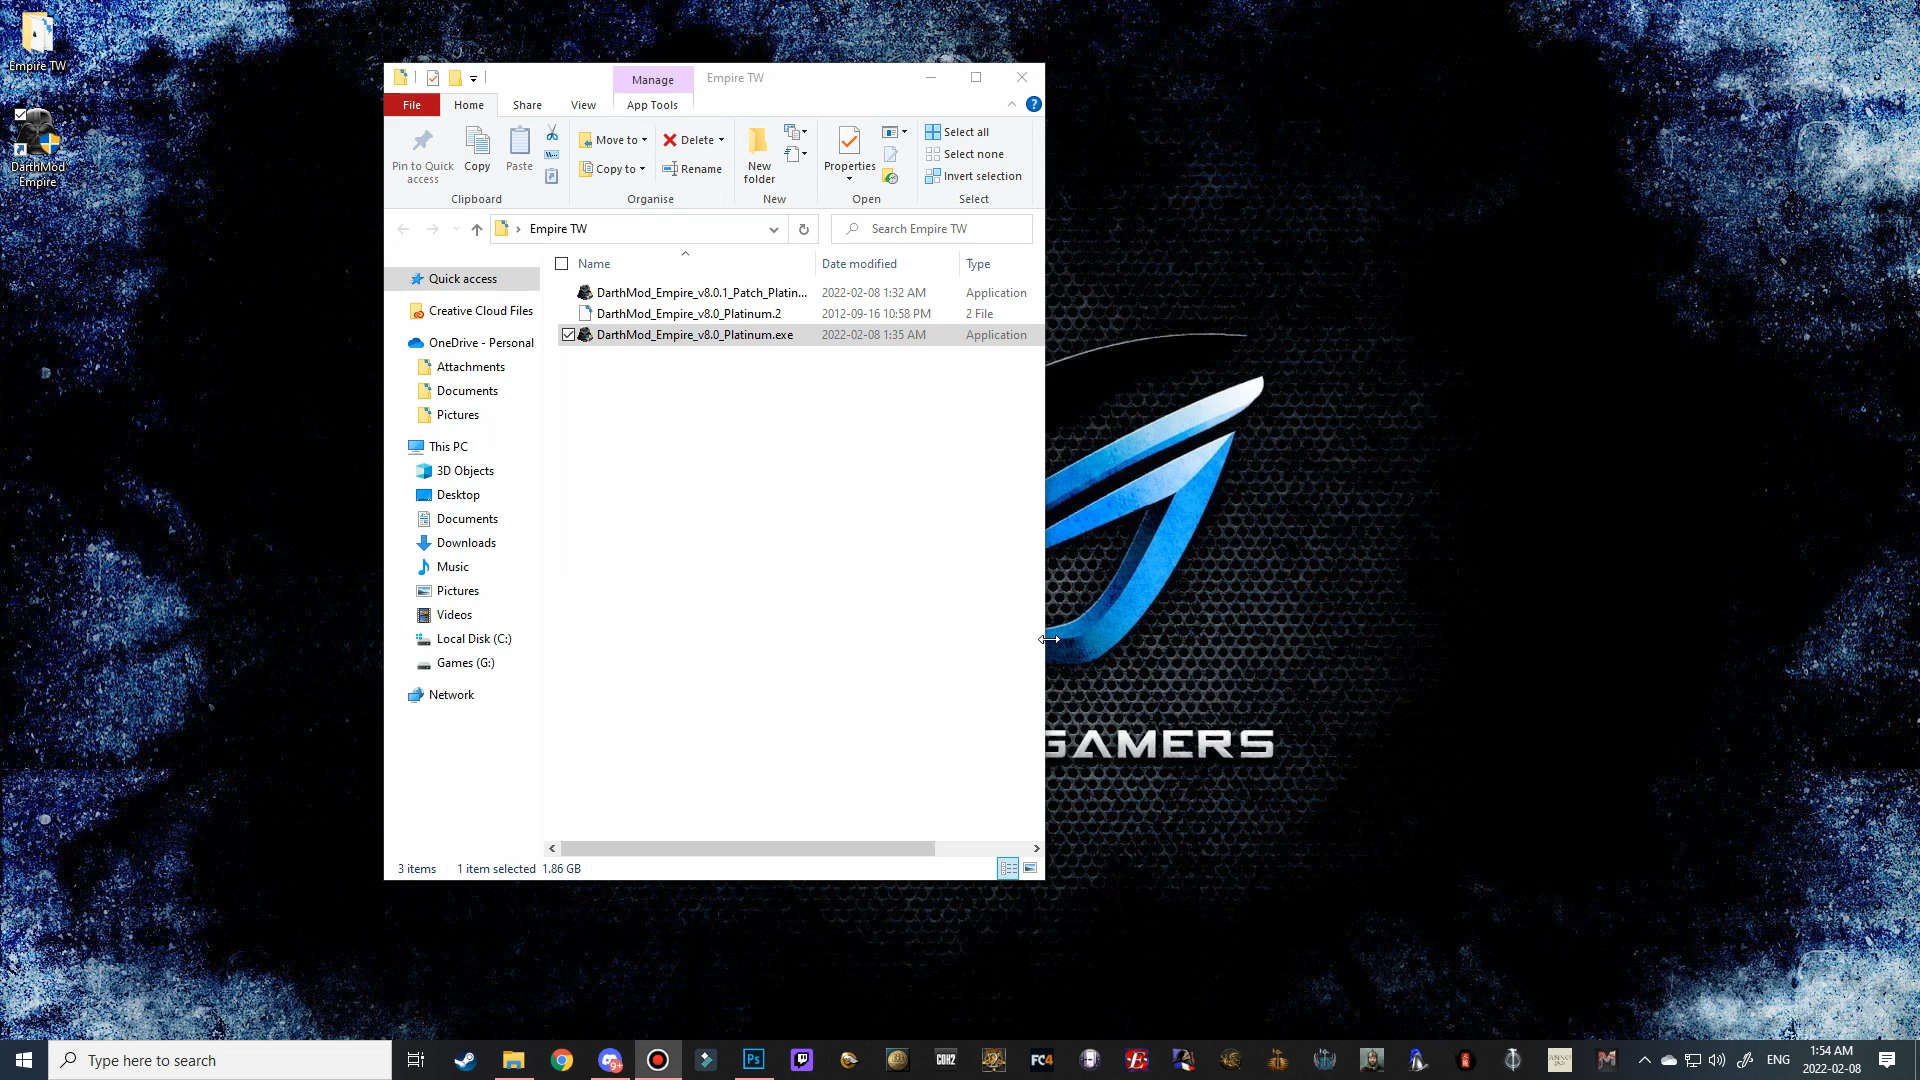 Empire TW
DarthMod
Empire
Manage
Empire TW
File
Home
Share
View
App Tools
Pin to Quick
access
Copy
Paste
Move to
Copy to
Delete
Rename
New
folder
Properties
Select all
Select none
Invert selection
Clipboard
Organise
New
Open
Select
Empire TW
Search Empire TW
Name
Date modified
Type
DarthMod_Empire_v8.0.1_Patch_Platin...
2022-02-08 1:32 AM
Application
DarthMod_Empire_v8.0_Platinum.2
2012-09-16 10:58 PM
2 File
DarthMod_Empire_v8.0_Platinum.exe
2022-02-08 1:35 AM
Application
Quick access
Creative Cloud Files
OneDrive - Personal
Attachments
Documents
Pictures
This PC
3D Objects
Desktop
Documents
Downloads
Music
Pictures
Videos
Local Disk (C:)
Games (G:)
Network
3 items
1 item selected 1.86 GB
GAMERS
Type here to search
9+
Ps
COH2
FC4
E
ANNO
ENG
1:54 AM
2022-02-08